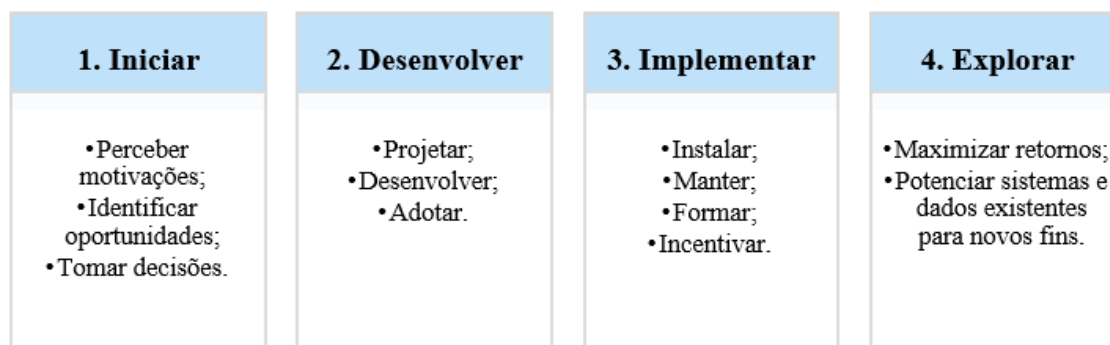 1. Iniciar
•Perceber
motivações;
•Identificar
oportunidades;
•Tomar decisões.
2. Desenvolver
•Projetar;
•Desenvolver;
•Adotar.
3. Implementar
•Instalar;
•Manter;
•Formar;
•Incentivar.
4. Explorar
•Maximizar retornos;
•Potenciar sistemas e
dados existentes
para novos fins.